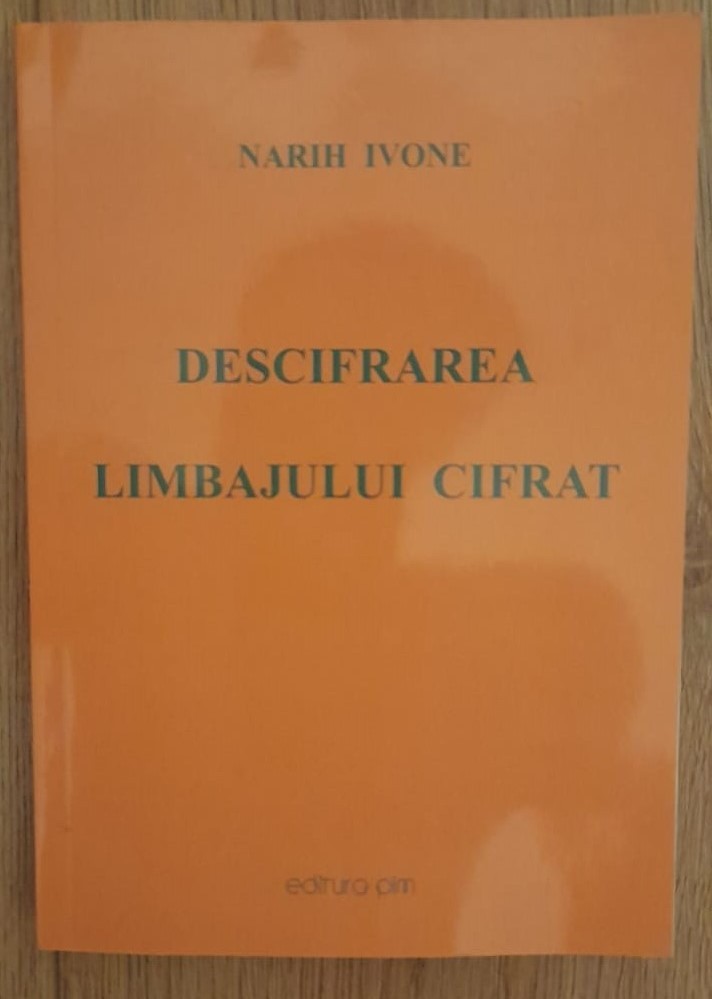 NARIH IVONE
DESCIFRAREA
LIMBAJULUI CIFRAT
editura pim